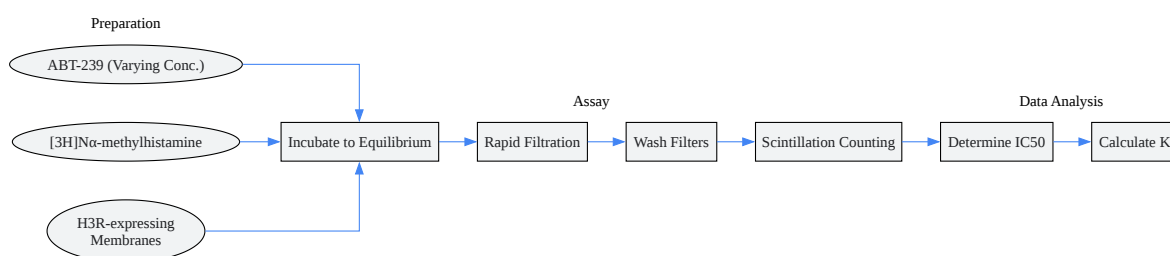 Preparation
ABT-239 (Varying Conc.)
Assay
Data Analysis
[3H]Nα-methylhistamine
Incubate to Equilibrium
Rapid Filtration
Wash Filters
Scintillation Counting
Determine IC50
Calculate K
H3R-expressing
Membranes